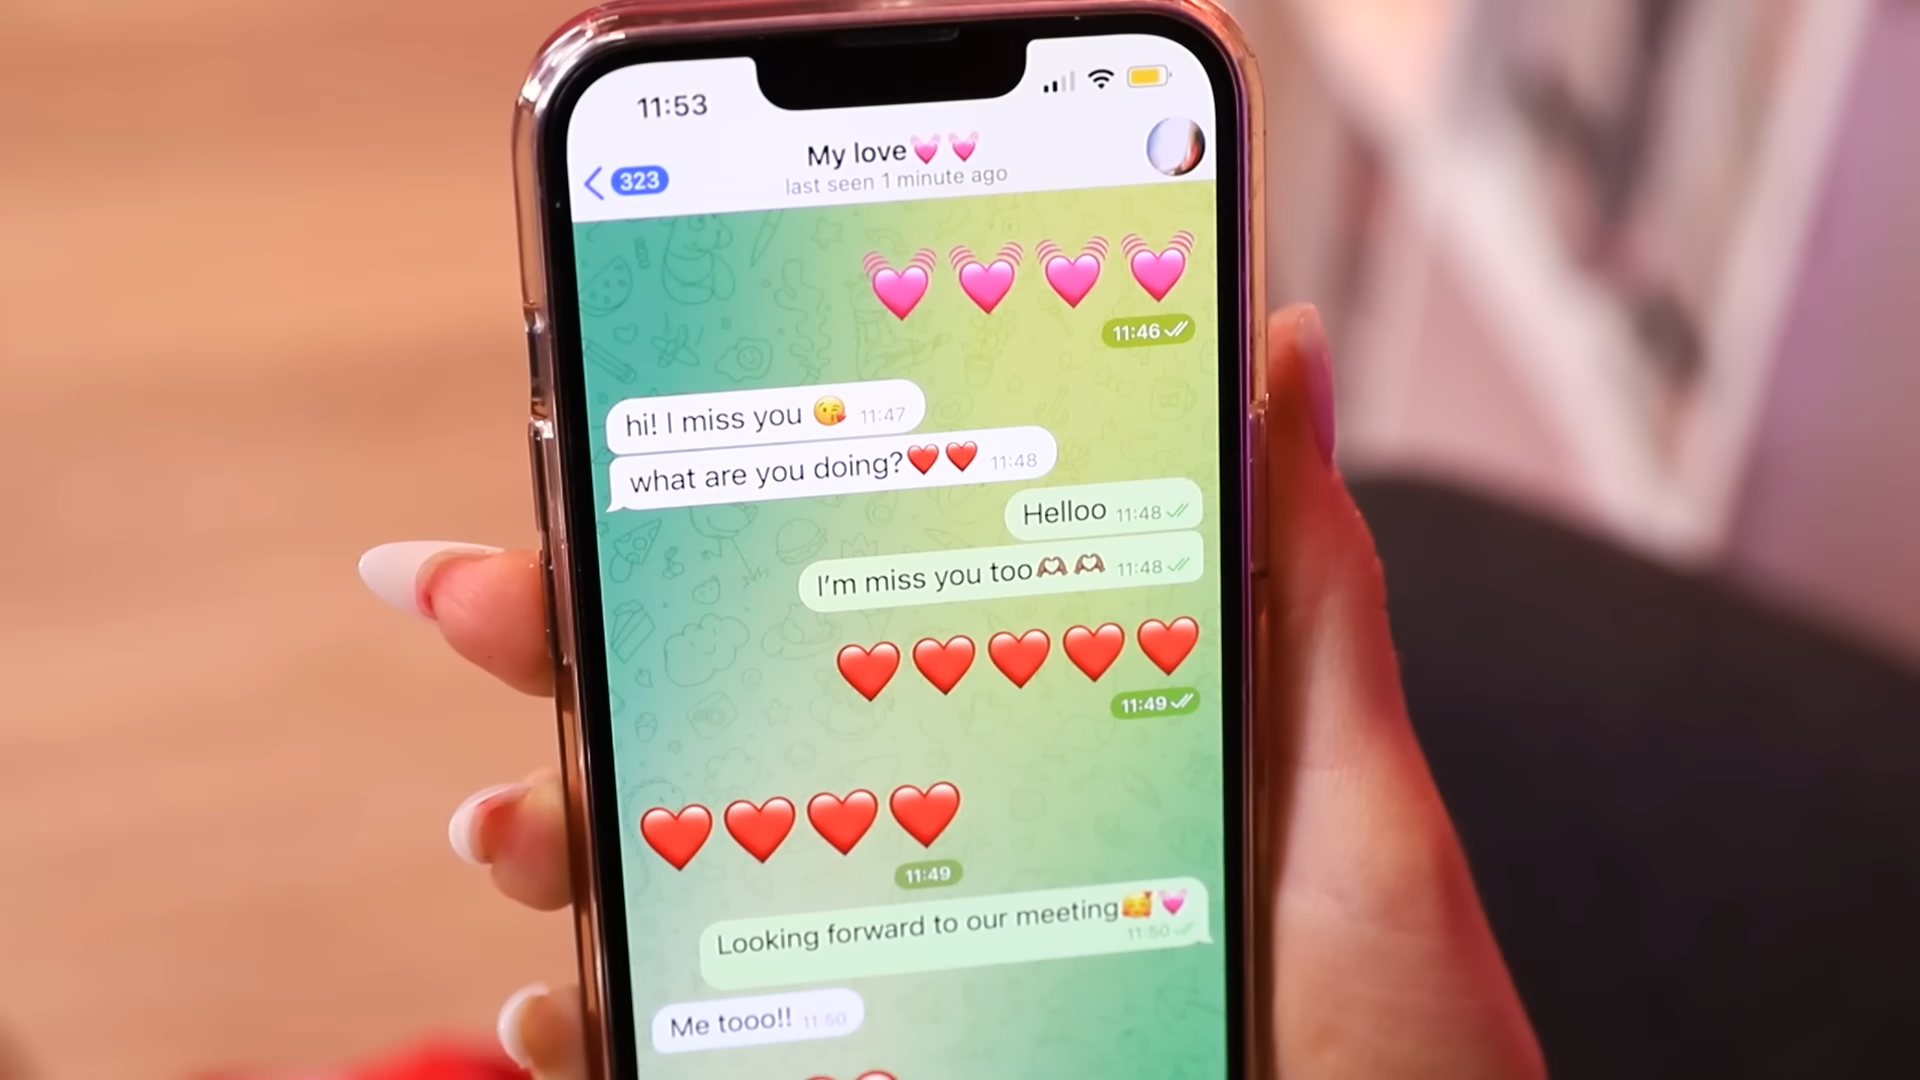 11:53
323
My love💓💓
last seen 1 minute ago
💓💓💓💓
11:46
hi! I miss you 😘 11:47
what are you doing?❤️❤️ 11:48
Helloo 11:48
I'm miss you too🫶🏾🫶🏾 11:48
❤️❤️❤️❤️❤️
11:49
❤️❤️❤️❤️
11:49
Looking forward to our meeting🥰💓
11:50
Me tooo!! 11:50